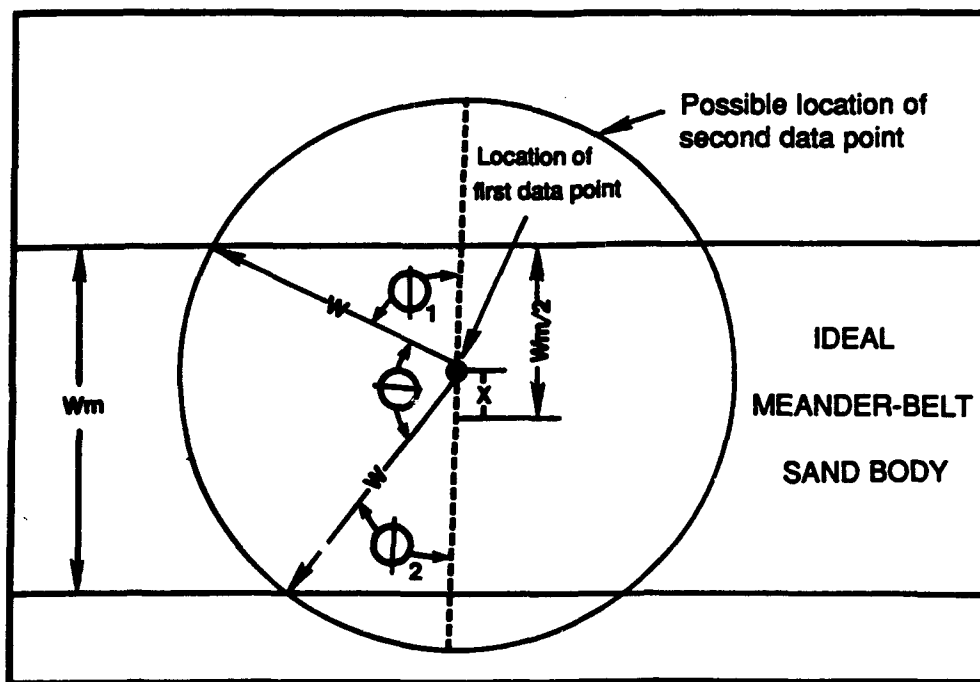 Possible location of
second data point
Location of
first data point
Φ1
W
Wm/2
IDEAL
X
Θ
Wm
MEANDER-BELT
SAND BODY
W
Φ2